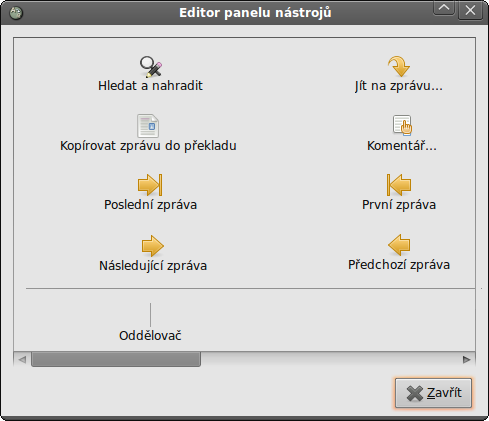 Editor panelu nástrojů
Hledat a nahradit
Jít na zprávu...
Kopírovat zprávu do překladu
Komentář...
Poslední zpráva
První zpráva
Následující zpráva
Předchozí zpráva
Oddělovač
Zavřít